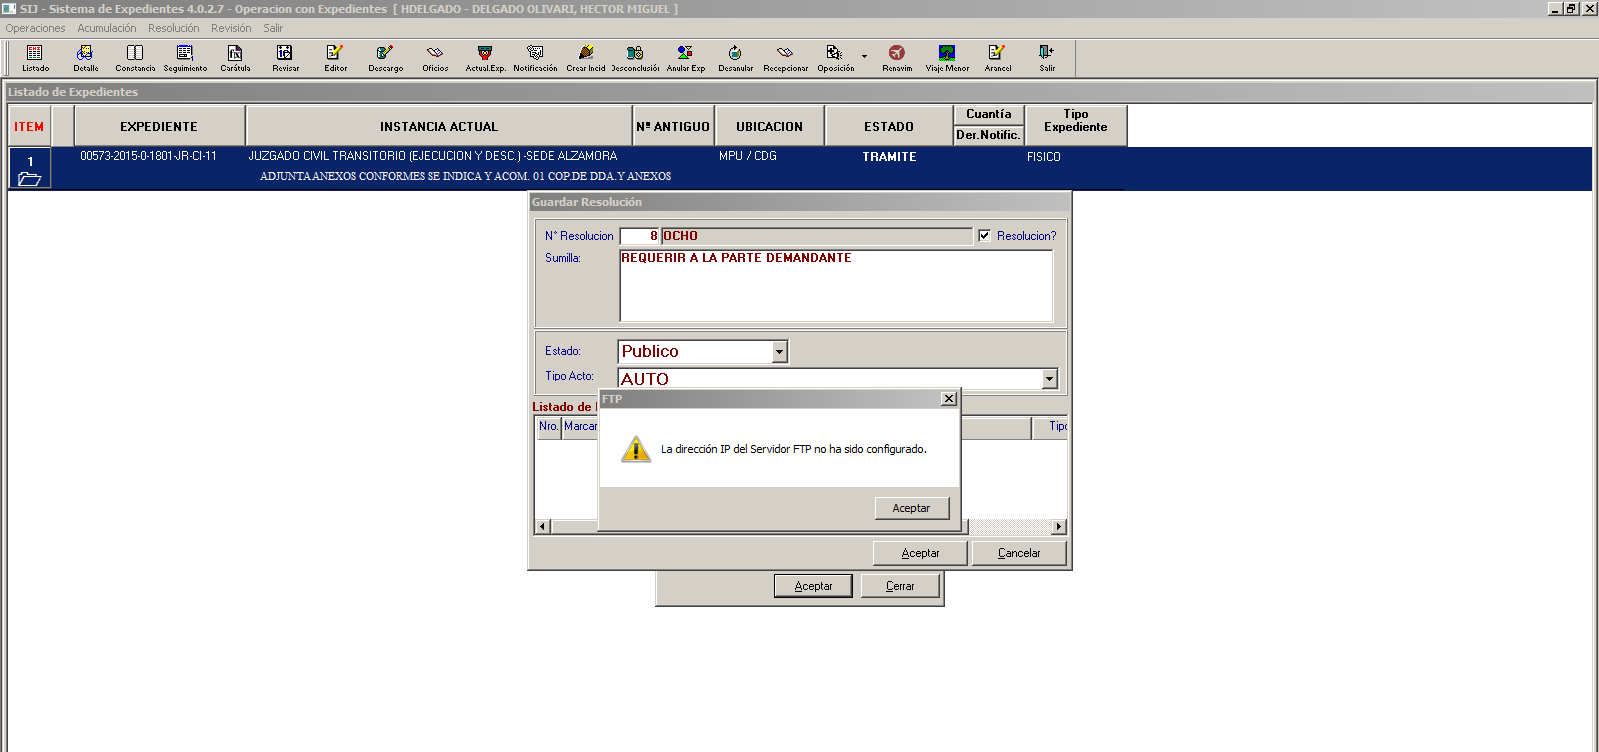 SIJ - Sistema de Expedientes 4.0.2.7 - Operacion con Expedientes  [ HDELGADO - DELGADO OLIVARI, HECTOR MIGUEL ]
Operaciones Acumulación Resolución Revisión Salir
Listado Detalle Constancia Seguimiento Carátula Revisar Editor Descargo Oficios Actual.Exp. Notificación Crear Incid Desconclusión Anular Exp Desanular Recepcionar Oposición Renavim Viaje Menor Arancel Salir
Listado de Expedientes
ITEM EXPEDIENTE INSTANCIA ACTUAL Nº ANTIGUO UBICACION ESTADO Cuantía Der.Notific. Tipo Expediente
1 00573-2015-0-1801-JR-CI-11 JUZGADO CIVIL TRANSITORIO (EJECUCION Y DESC.) -SEDE ALZAMORA MPU / CDG TRAMITE FISICO
ADJUNTA ANEXOS CONFORMES SE INDICA Y ACOM. 01 COP.DE DDA.Y ANEXOS
Guardar Resolución
N° Resolucion 8 OCHO Resolucion?
Sumilla: REQUERIR A LA PARTE DEMANDANTE
Estado: Publico
Tipo Acto: AUTO
Listado de
FTP
Nro. Marcar Tipo
La dirección IP del Servidor FTP no ha sido configurado.
Aceptar
Aceptar Cancelar
Aceptar Cerrar